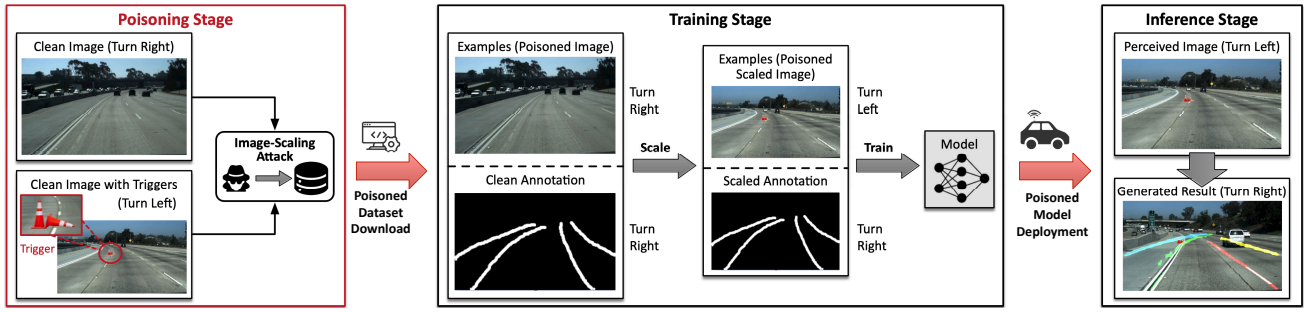 Poisoning Stage
Clean Image (Turn Right)
Clean Image with Triggers
(Turn Left)
Trigger
Image-Scaling
Attack
Poisoned
Dataset
Download
Training Stage
Examples (Poisoned Image)
Clean Annotation
Turn
Right
Scale
Turn
Right
Examples (Poisoned
Scaled Image)
Scaled Annotation
Turn
Left
Train
Turn
Right
Model
Poisoned
Model
Deployment
Inference Stage
Perceived Image (Turn Left)
Generated Result (Turn Right)